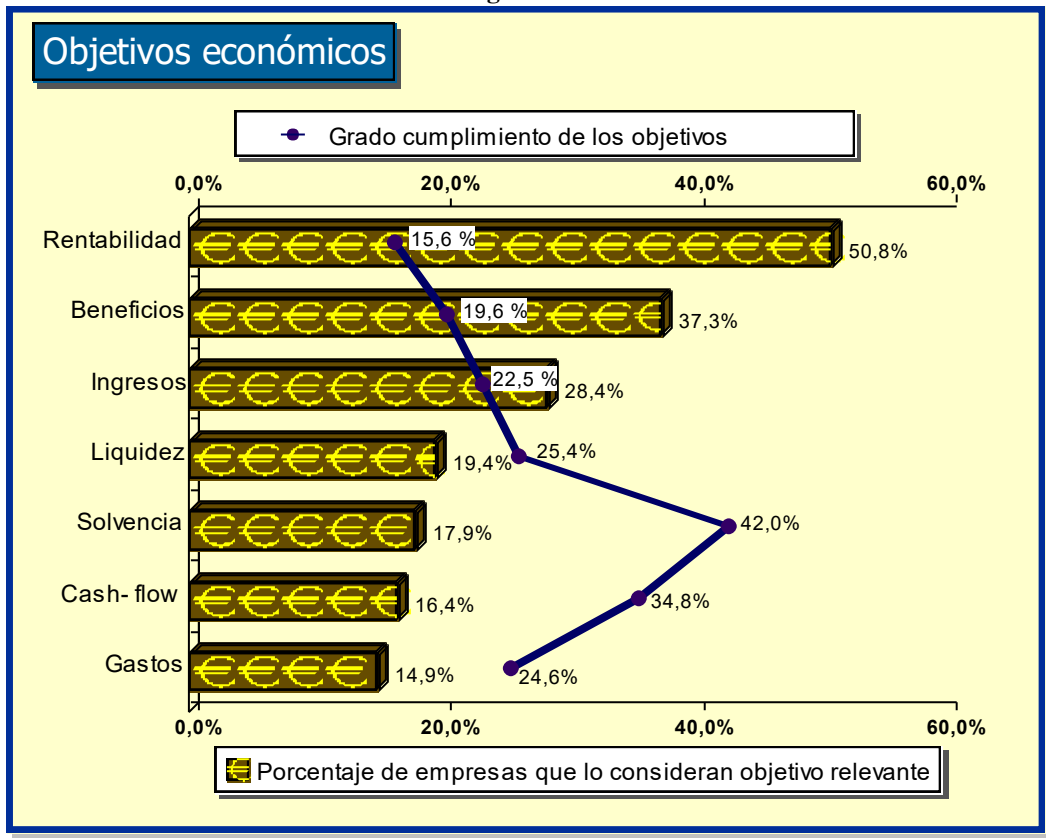 Objetivos económicos
Grado cumplimiento de los objetivos
0,0% 20,0% 40,0% 60,0%
Rentabilidad 15,6 % 50,8%
Beneficios 19,6 % 37,3%
Ingresos 22,5 % 28,4%
Liquidez 19,4% 25,4%
Solvencia 17,9% 42,0%
Cash- flow 16,4% 34,8%
Gastos 14,9% 24,6%
0,0% 20,0% 40,0% 60,0%
Porcentaje de empresas que lo consideran objetivo relevante